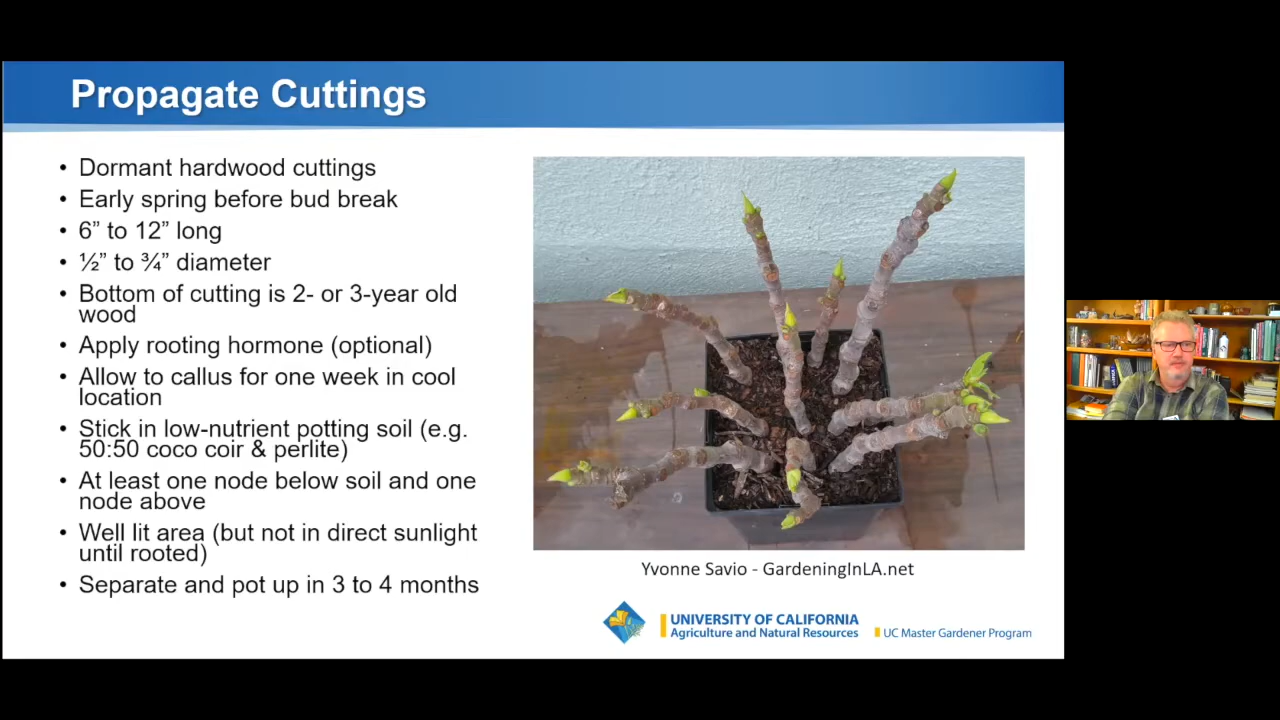 Propagate Cuttings
• Dormant hardwood cuttings
• Early spring before bud break
• 6” to 12” long
• ½” to ¾” diameter
• Bottom of cutting is 2- or 3-year old
wood
• Apply rooting hormone (optional)
• Allow to callus for one week in cool
location
• Stick in low-nutrient potting soil (e.g.
50:50 coco coir & perlite)
• At least one node below soil and one
node above
• Well lit area (but not in direct sunlight
until rooted)
• Separate and pot up in 3 to 4 months
Yvonne Savio - GardeningInLA.net
UNIVERSITY OF CALIFORNIA
Agriculture and Natural Resources
UC Master Gardener Program